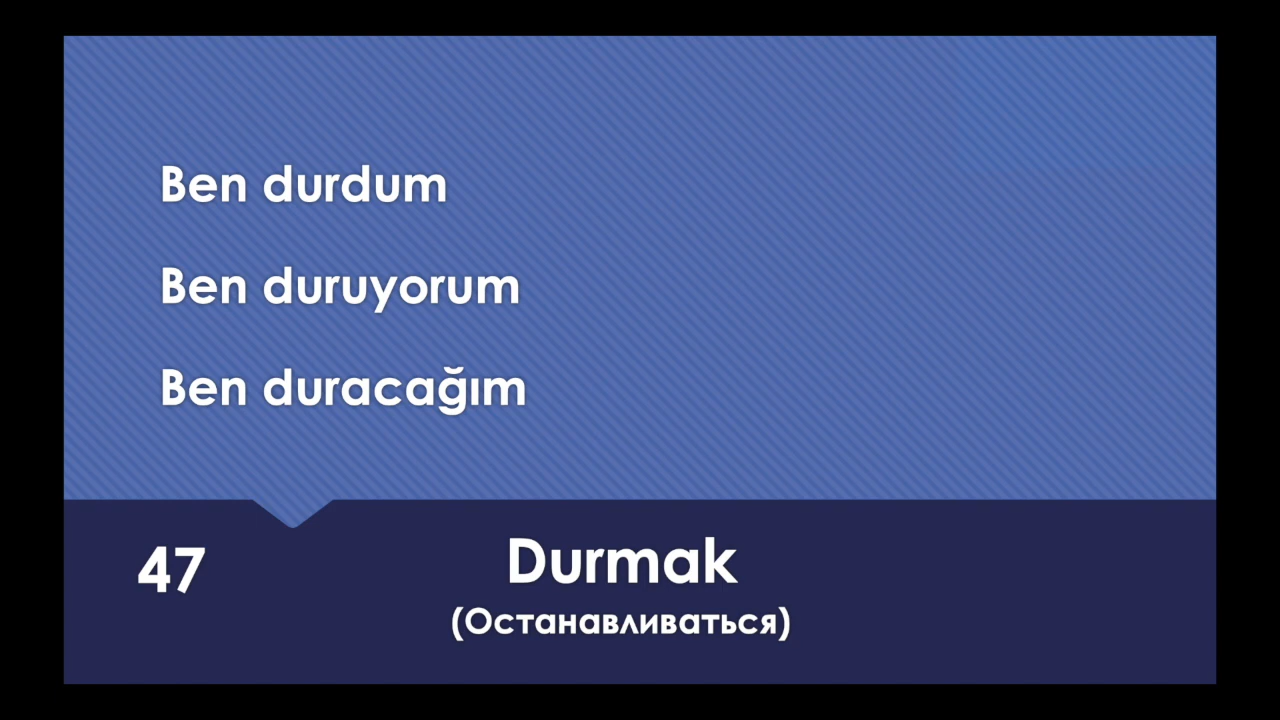 Ben durdum
Ben duruyorum
Ben duracağım
47
Durmak
(Останавливаться)